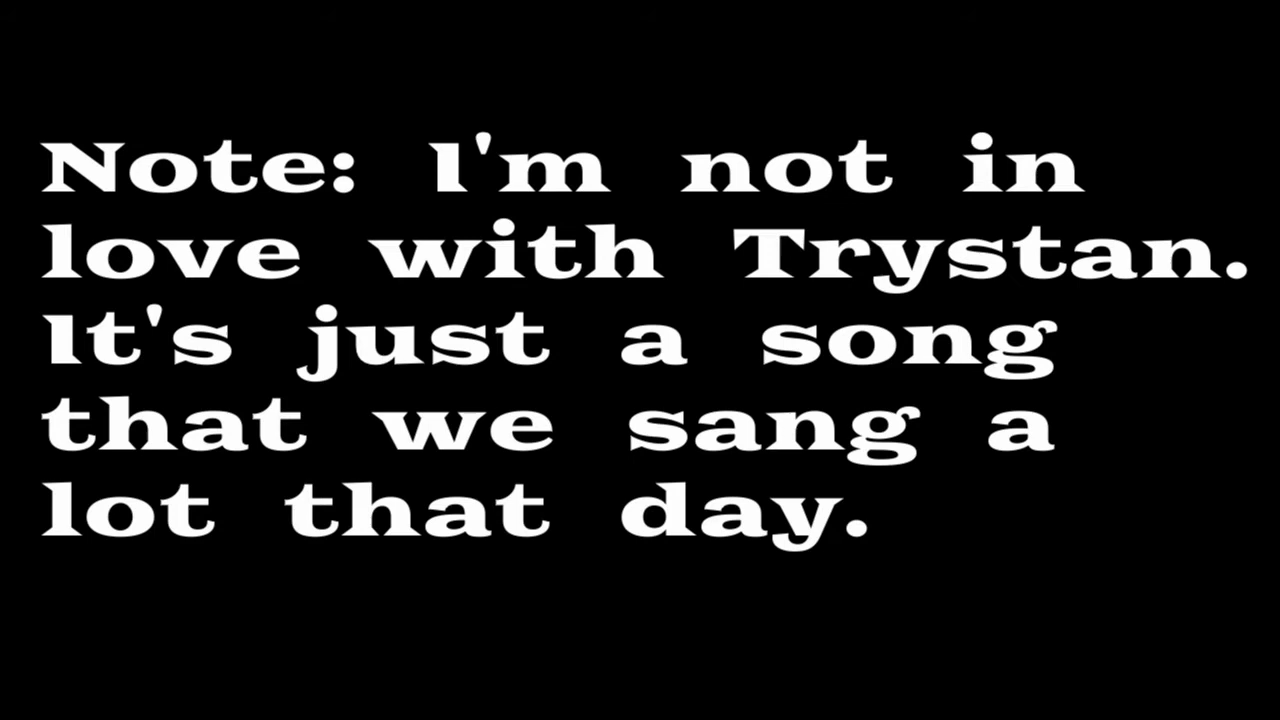 Note: I'm not in
love with Trystan.
It's just a song
that we sang a
lot that day.